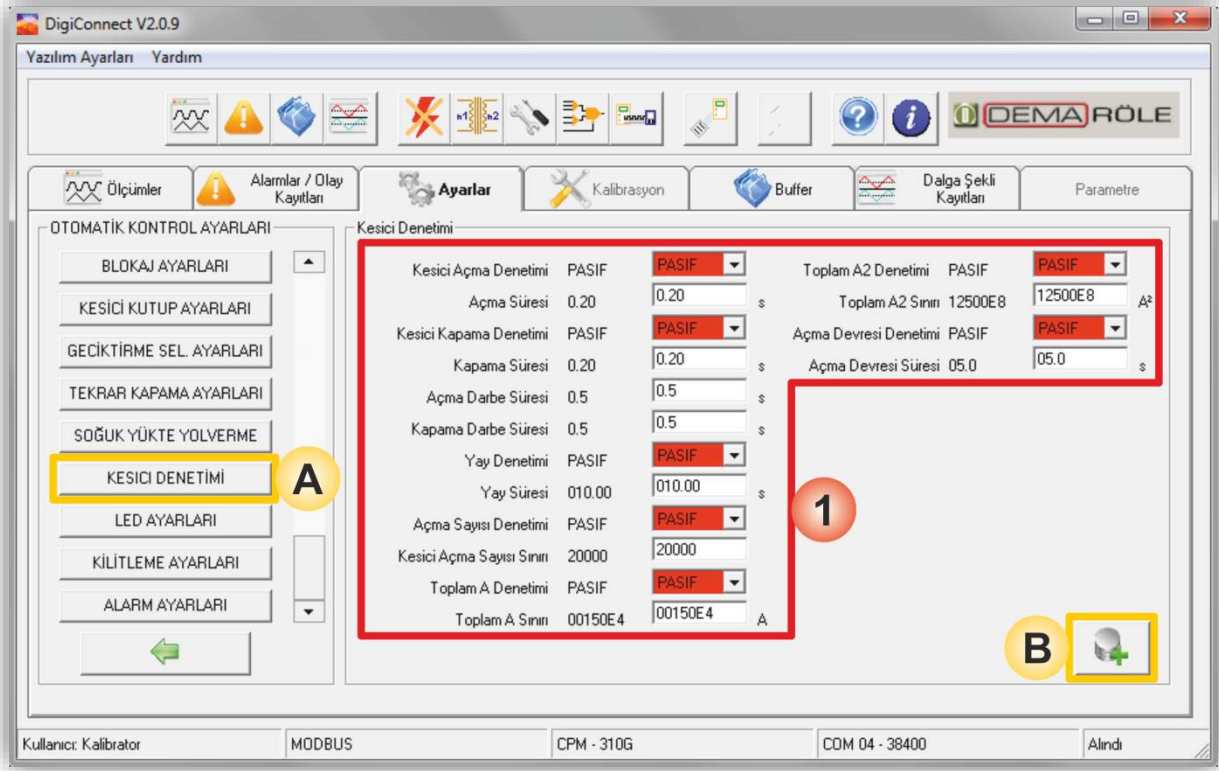 DigiConnect V2.0.9
Yazılım Ayarları Yardım
n1 n2
DEMA RÖLE
Ölçümler
Alarmlar / Olay
Kayıtları
Ayarlar
Kalibrasyon
Buffer
Dalga Şekli
Kayıtları
Parametre
OTOMATİK KONTROL AYARLARI
BLOKAJ AYARLARI
KESİCİ KUTUP AYARLARI
GECİKTİRME SEL. AYARLARI
TEKRAR KAPAMA AYARLARI
SOĞUK YÜKTE YOLVERME
KESICI DENETİMİ
A
LED AYARLARI
KİLİTLEME AYARLARI
ALARM AYARLARI
Kesici Denetimi
Kesici Açma Denetimi PASIF PASIF
Açma Süresi 0.20 0.20 s
Kesici Kapama Denetimi PASIF PASIF
Kapama Süresi 0.20 0.20 s
Açma Darbe Süresi 0.5 0.5 s
Kapama Darbe Süresi 0.5 0.5 s
Yay Denetimi PASIF PASIF
Yay Süresi 010.00 010.00 s
Açma Sayısı Denetimi PASIF PASIF
Kesici Açma Sayısı Sınırı 20000 20000
Toplam A Denetimi PASIF PASIF
Toplam A Sınırı 00150E4 00150E4 A
Toplam A2 Denetimi PASIF PASIF
Toplam A2 Sınırı 12500E8 12500E8 A²
Açma Devresi Denetimi PASIF PASIF
Açma Devresi Süresi 05.0 05.0 s
1
B
Kullanıcı: Kalibrator MODBUS CPM - 310G COM 04 - 38400 Alındı